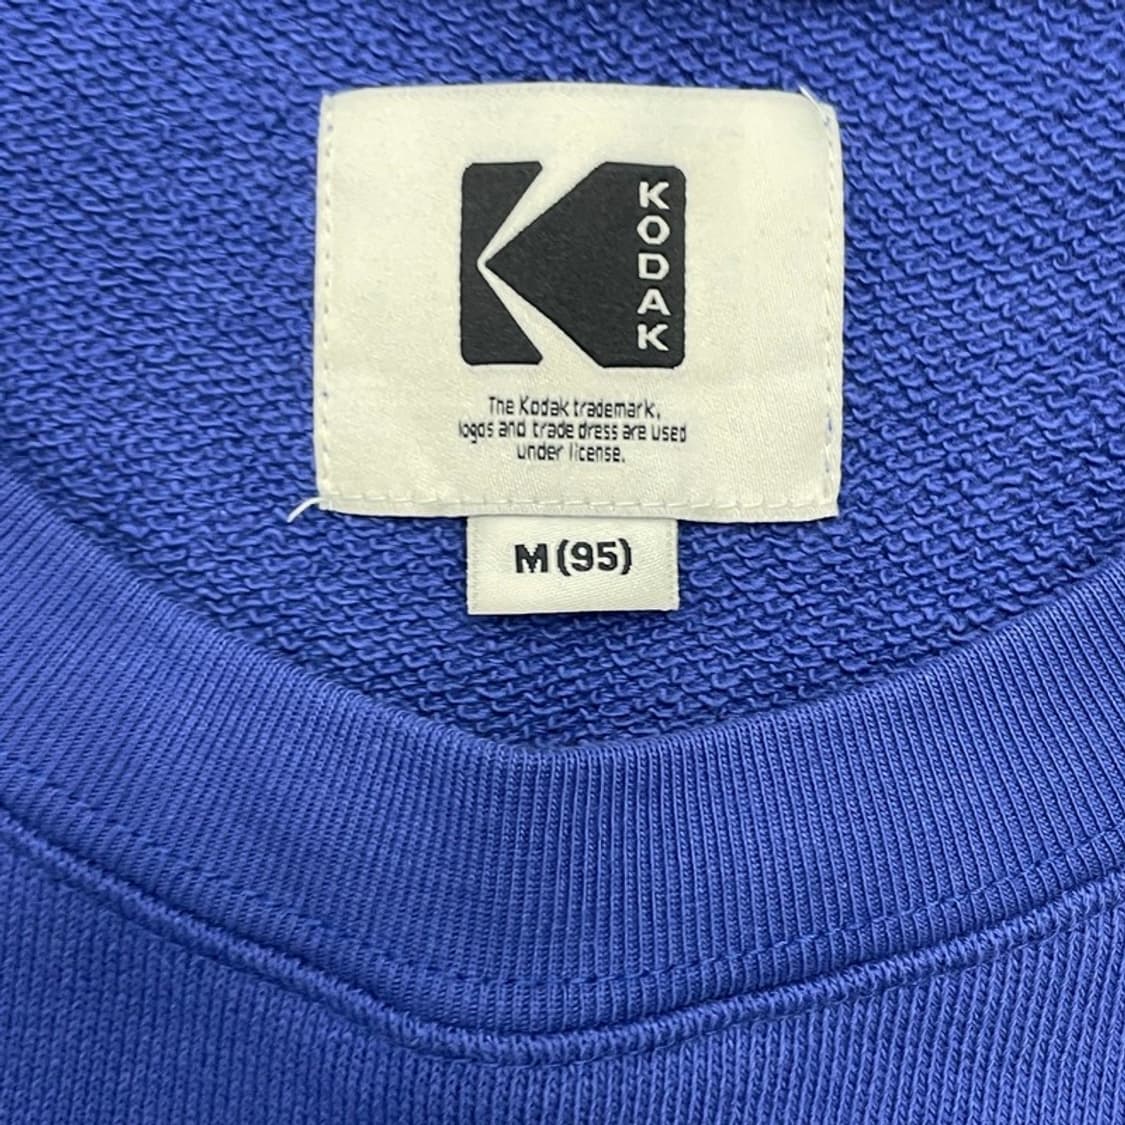 KODAK
The Kodak trademark,
logos and trade dress are used
under license.
M (95)